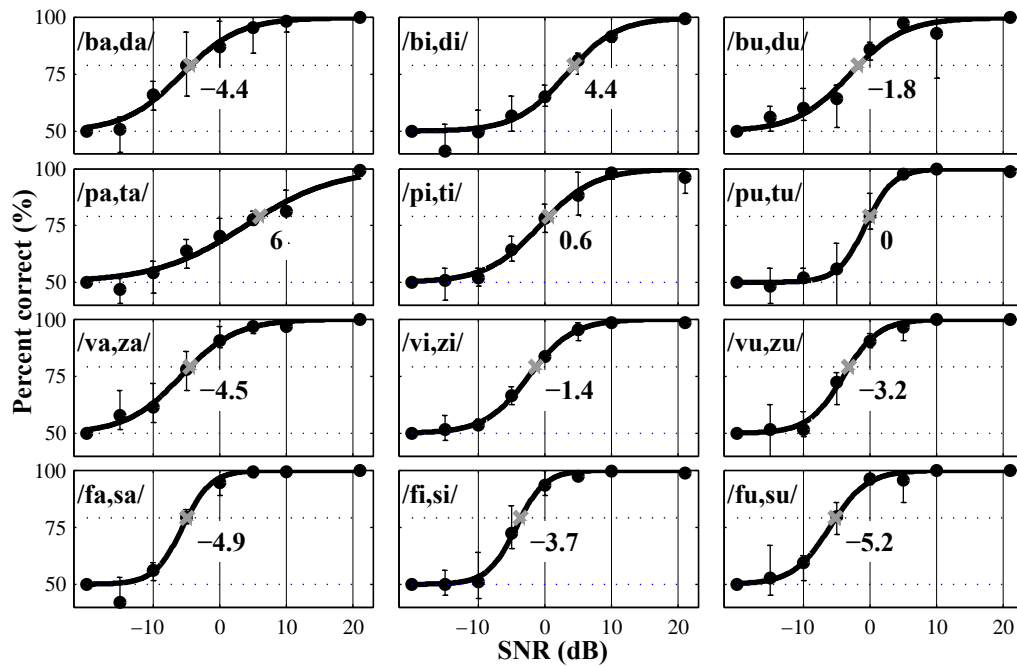 100
75
50
/ba,da/
−4.4
/bi,di/
4.4
/bu,du/
−1.8
100
75
50
/pa,ta/
6
/pi,ti/
0.6
/pu,tu/
0
Percent correct (%)
100
75
50
/va,za/
−4.5
/vi,zi/
−1.4
/vu,zu/
−3.2
100
75
50
/fa,sa/
−4.9
/fi,si/
−3.7
/fu,su/
−5.2
−10 0 10 20
−10 0 10 20
−10 0 10 20
SNR (dB)